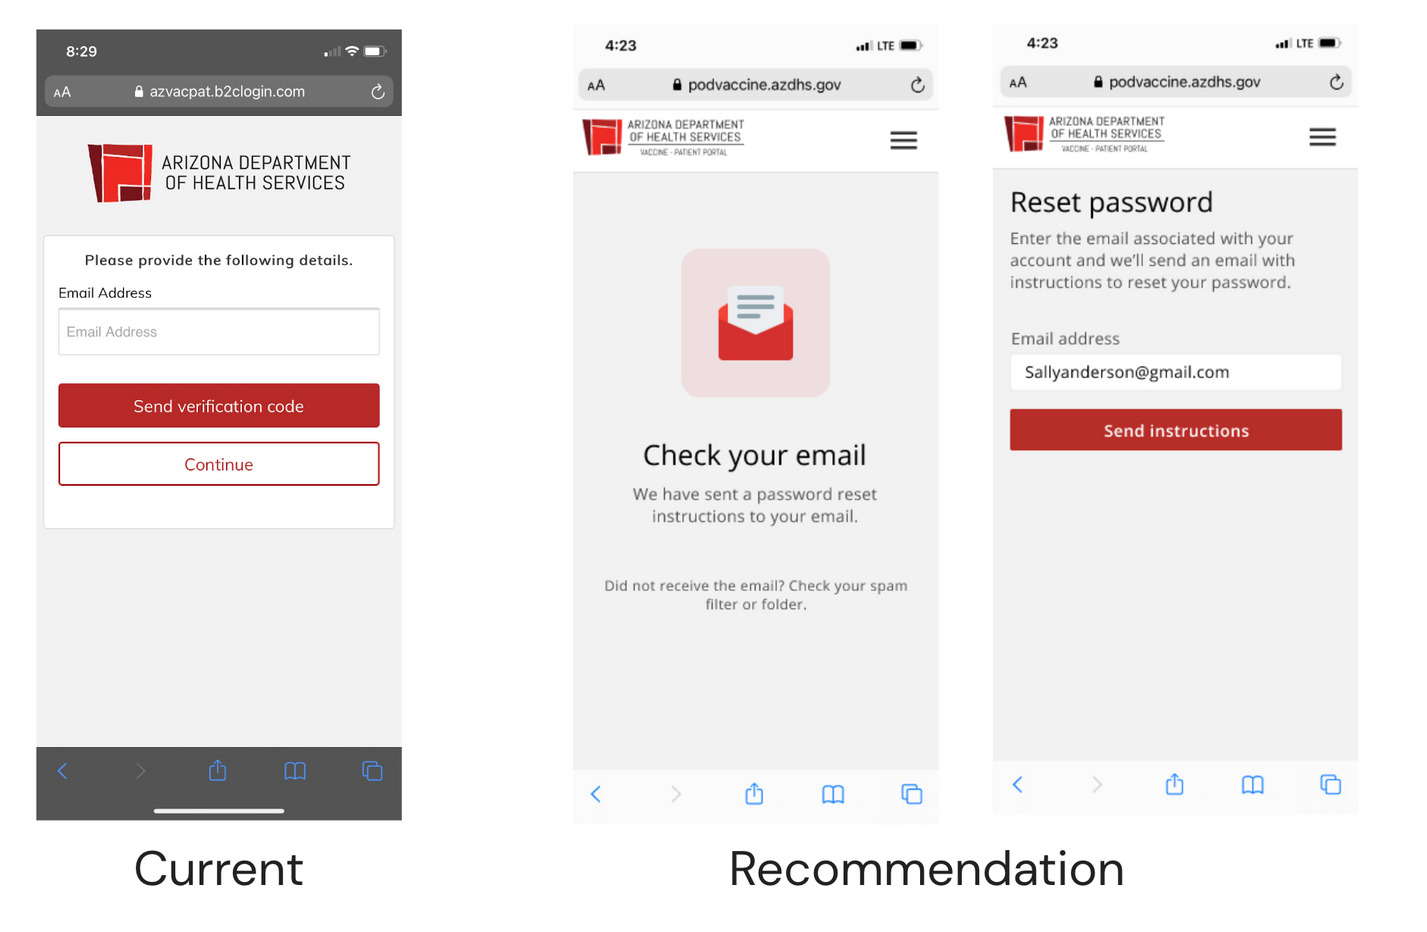 8:29
AA
azvacpat.b2clogin.com
ARIZONA DEPARTMENT
OF HEALTH SERVICES
Please provide the following details.
Email Address
Email Address
Send verification code
Continue
Current
4:23
LTE
AA
podvaccine.azdhs.gov
ARIZONA DEPARTMENT
OF HEALTH SERVICES
VACCINE - PATIENT PORTAL
Check your email
We have sent a password reset
instructions to your email.
Did not receive the email? Check your spam
filter or folder.
4:23
LTE
AA
podvaccine.azdhs.gov
ARIZONA DEPARTMENT
OF HEALTH SERVICES
VACCINE - PATIENT PORTAL
Reset password
Enter the email associated with your
account and we'll send an email with
instructions to reset your password.
Email address
Sallyanderson@gmail.com
Send instructions
Recommendation